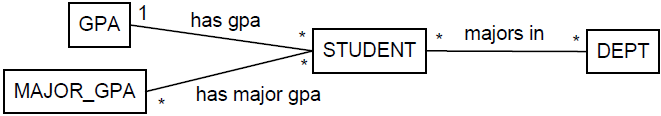 GPA
1
has gpa
*
STUDENT
*
majors in
*
DEPT
*
MAJOR_GPA
*
has major gpa